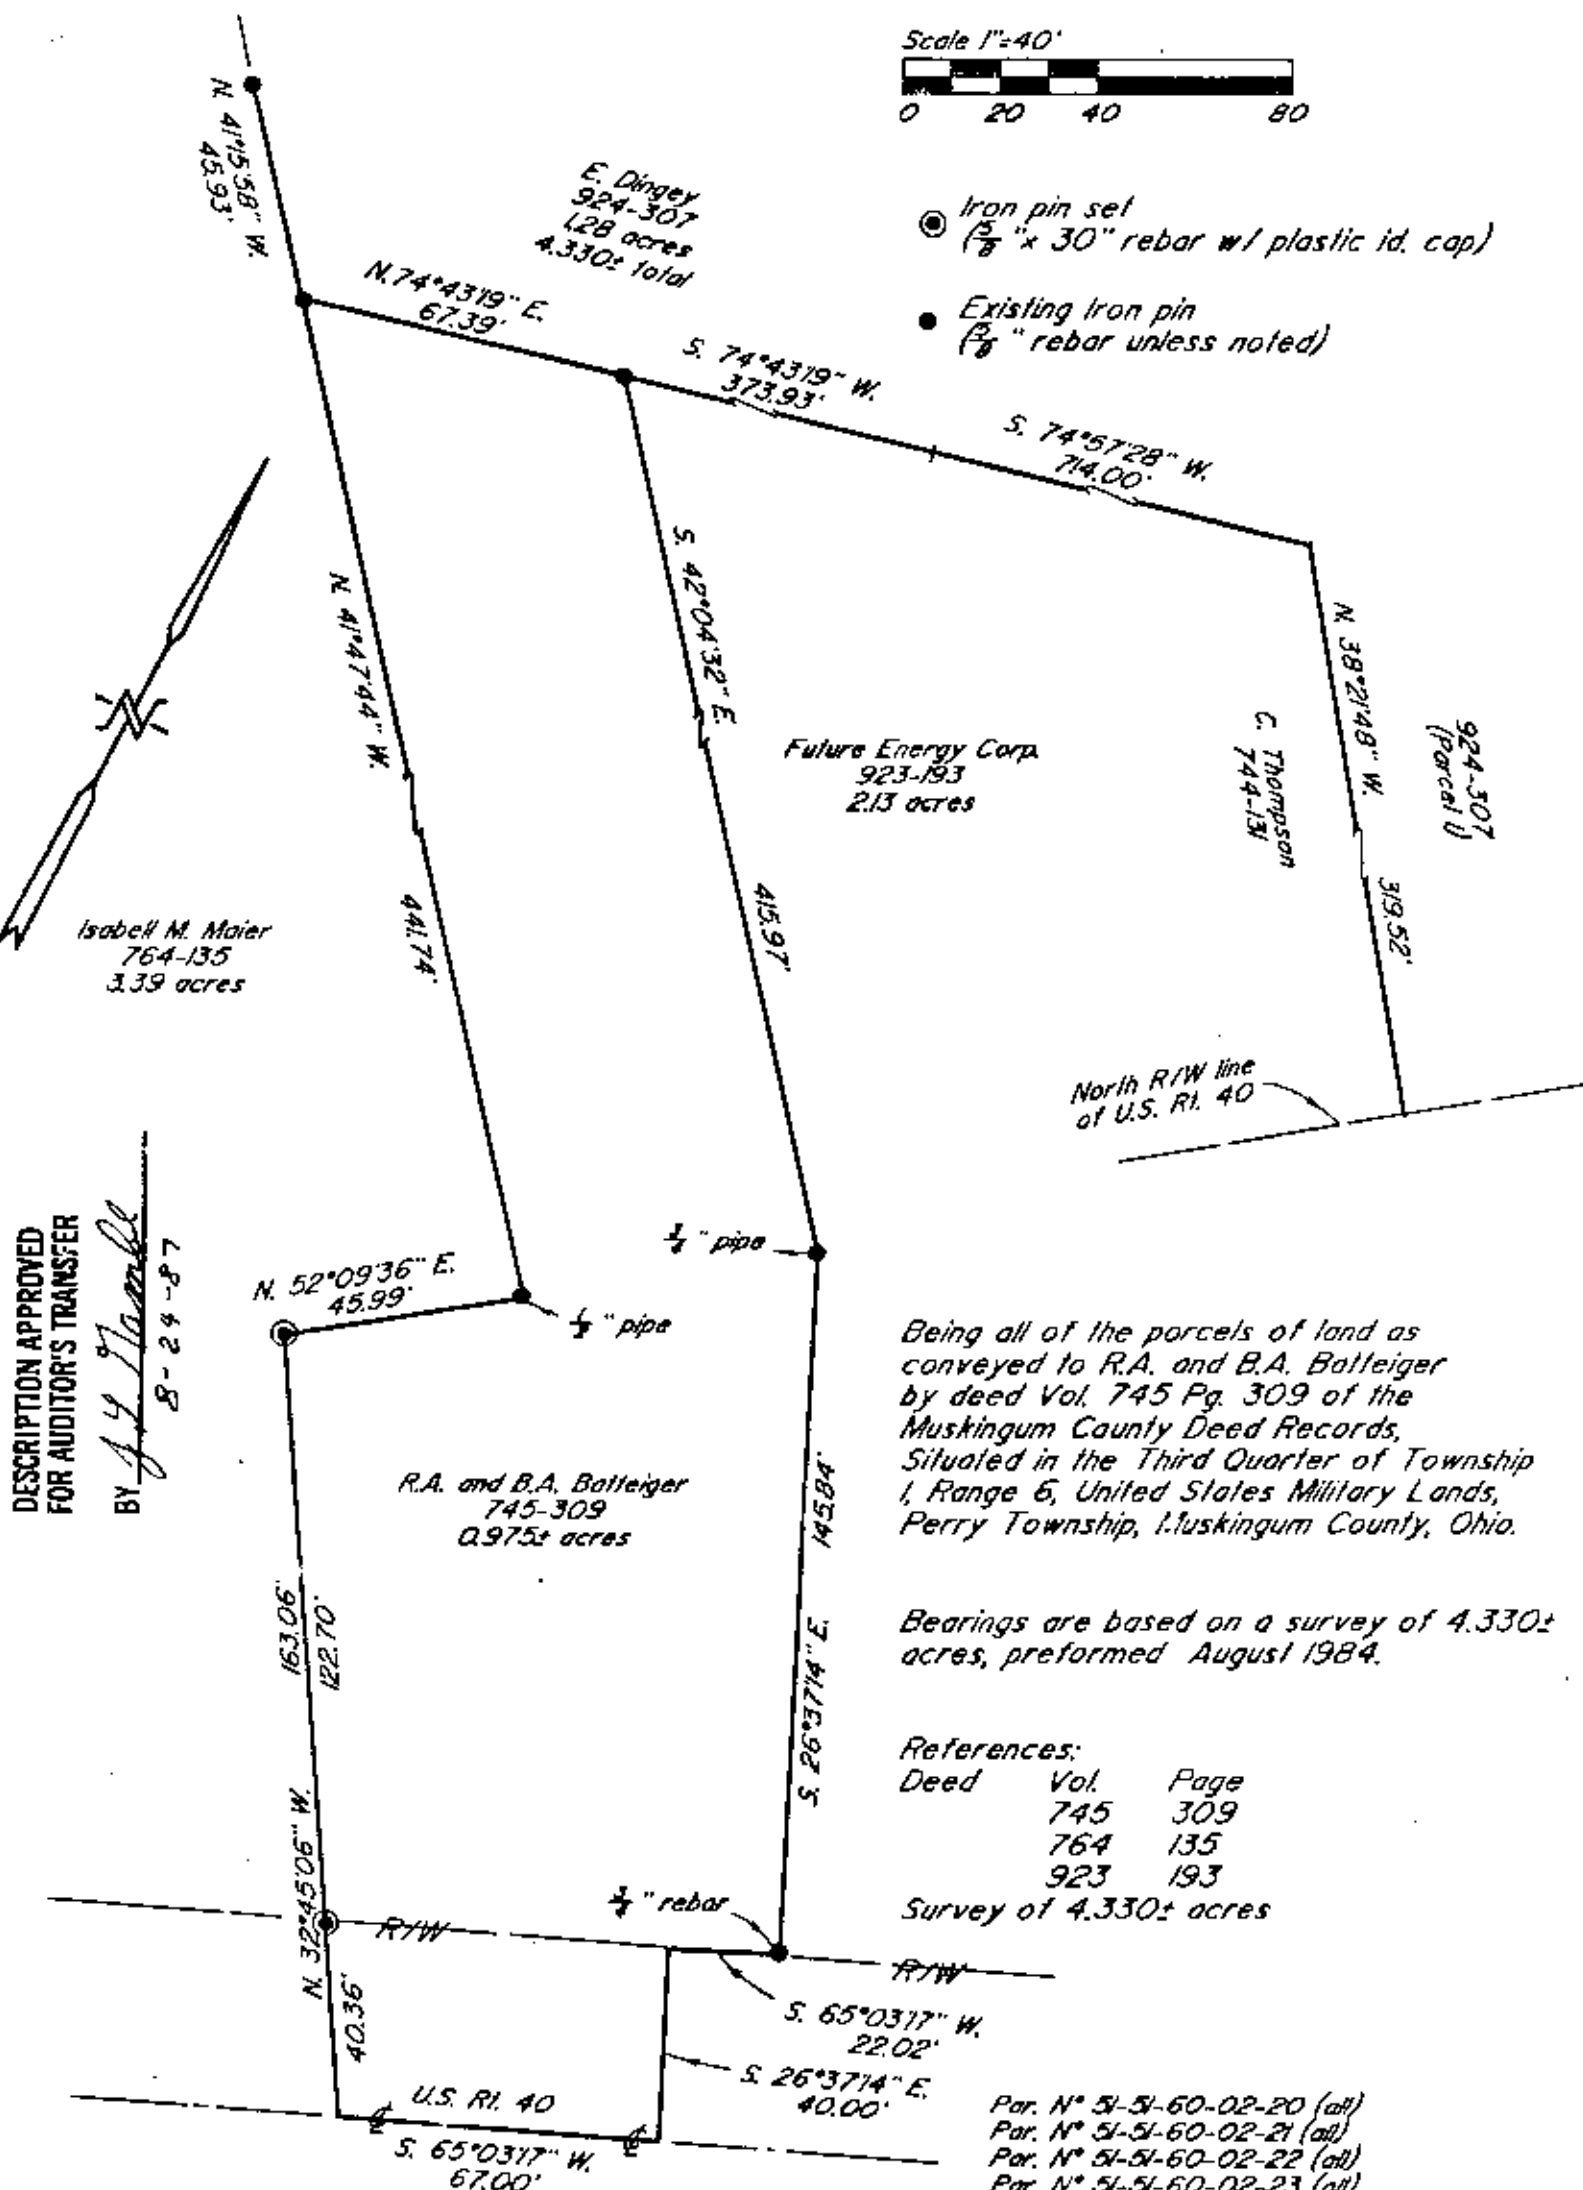 Scale 1"=40'
0 20 40 80
Iron pin set
(5/8" x 30" rebar w/ plastic id. cap)
Existing iron pin
(5/8" rebar unless noted)
N. 41°15'58" W.
45.93'
E. Dingey
924-307
1.28 acres
4.330± total
N. 74°43'19" E.
67.39'
S. 74°43'19" W.
373.93'
S. 74°57'28" W.
714.00'
N. 41°47'44" W.
441.74'
S. 42°04'32" E.
415.97'
N. 38°21'48" W.
319.52'
C. Thompson
744-131
924-307
(Parcel 1)
N
Future Energy Corp.
923-193
2.13 acres
Isabell M. Maier
764-135
3.39 acres
North R/W line
of U.S. Rt. 40
DESCRIPTION APPROVED
FOR AUDITOR'S TRANSFER
BY
8-24-87
" pipe
N. 52°09'36" E.
45.99'
" pipe
R.A. and B.A. Batteiger
745-309
0.975± acres
163.06'
122.70'
N. 32°45'06" W.
40.36'
145.84'
S. 26°37'14" E.
Being all of the parcels of land as
conveyed to R.A. and B.A. Batteiger
by deed Vol. 745 Pg. 309 of the
Muskingum County Deed Records,
Situated in the Third Quarter of Township
1, Range 6, United States Military Lands,
Perry Township, Muskingum County, Ohio.
Bearings are based on a survey of 4.330±
acres, preformed August 1984.
References:
Deed Vol. Page
745 309
764 135
923 193
Survey of 4.330± acres
" rebar
R/W
R/W
S. 65°03'17" W.
22.02'
S. 26°37'14" E.
40.00'
U.S. Rt. 40
S. 65°03'17" W.
67.00'
Par. N° 51-51-60-02-20 (all)
Par. N° 51-51-60-02-21 (all)
Par. N° 51-51-60-02-22 (all)
Par. N° 51-51-60-02-23 (all)